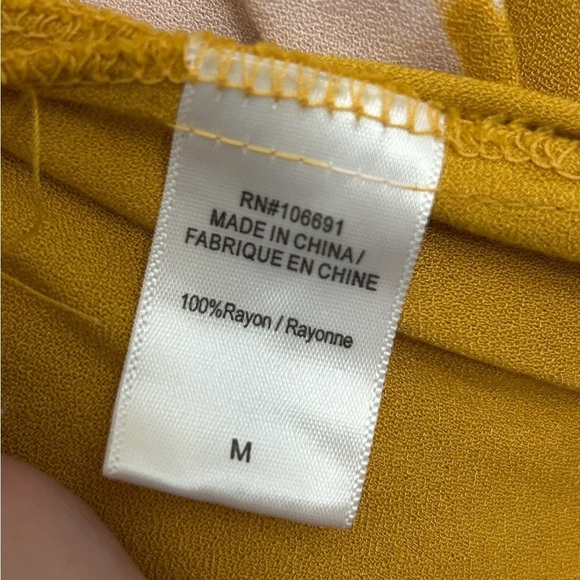 RN#106691
MADE IN CHINA/
FABRIQUE EN CHINE
100%Rayon / Rayonne
M